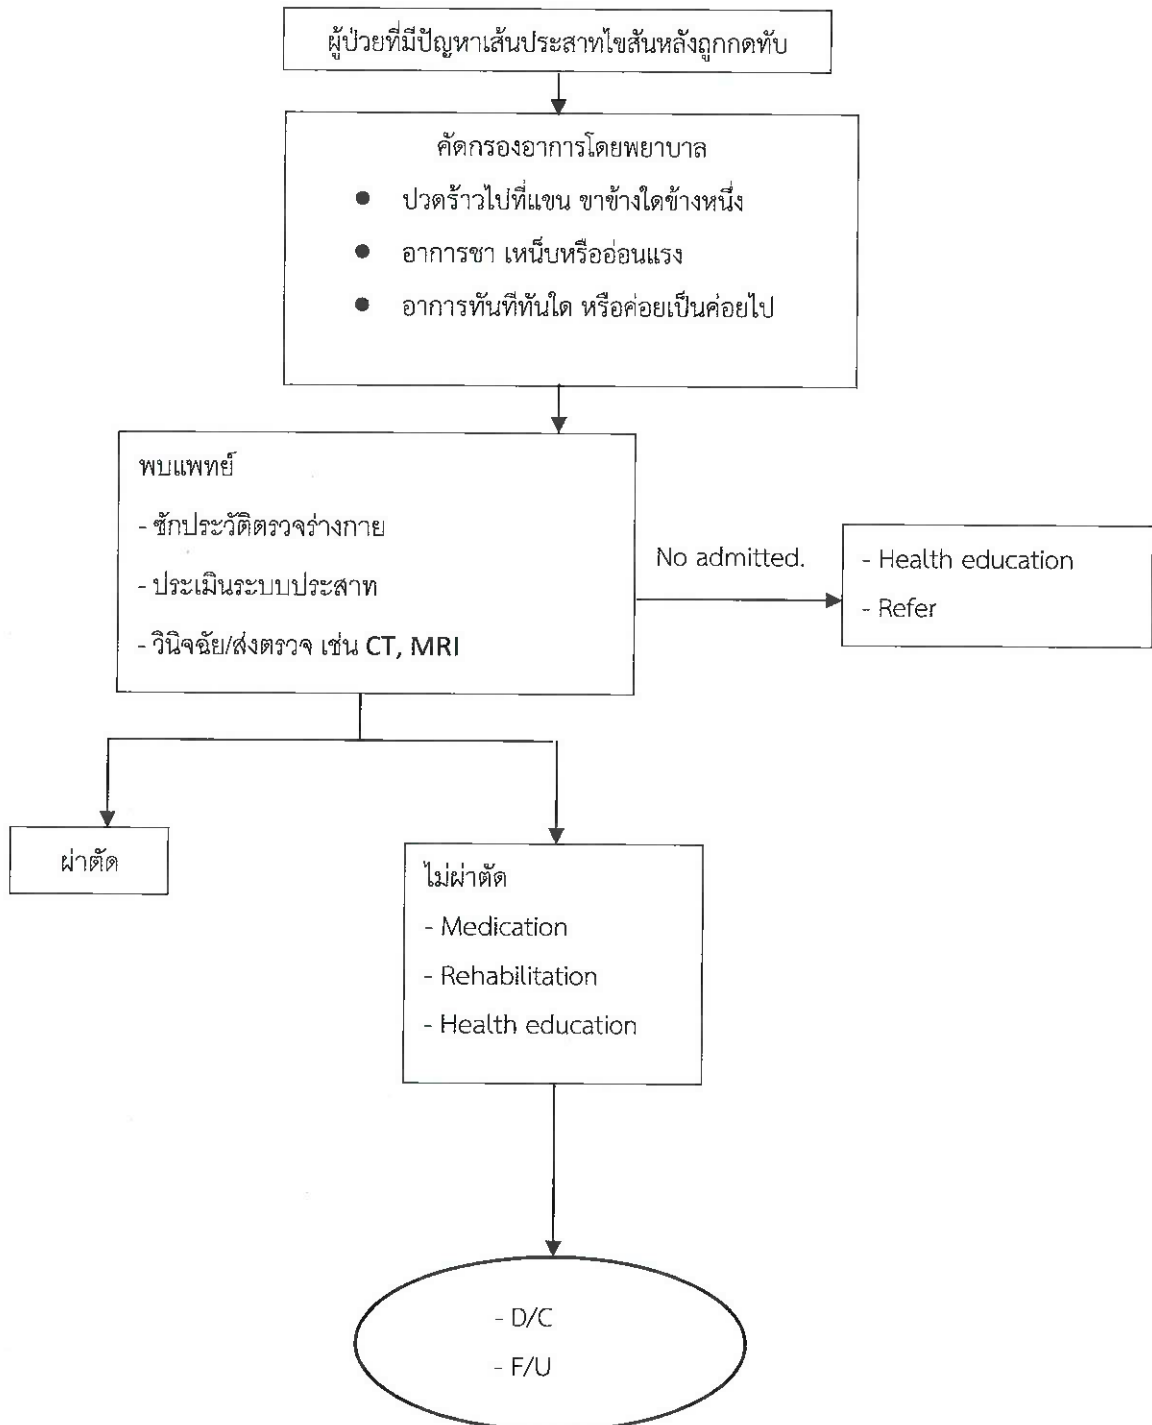 ผู้ป่วยที่มีปัญหาเส้นประสาทไขสันหลังถูกกดทับ
คัดกรองอาการโดยพยาบาล
● ปวดร้าวไปที่แขน ขาข้างใดข้างหนึ่ง
● อาการชา เหน็บหรืออ่อนแรง
● อาการทันทีทันใด หรือค่อยเป็นค่อยไป
พบแพทย์
- ซักประวัติตรวจร่างกาย
- ประเมินระบบประสาท
- วินิจฉัย/ส่งตรวจ เช่น CT, MRI
No admitted.
- Health education
- Refer
ผ่าตัด
ไม่ผ่าตัด
- Medication
- Rehabilitation
- Health education
- D/C
- F/U